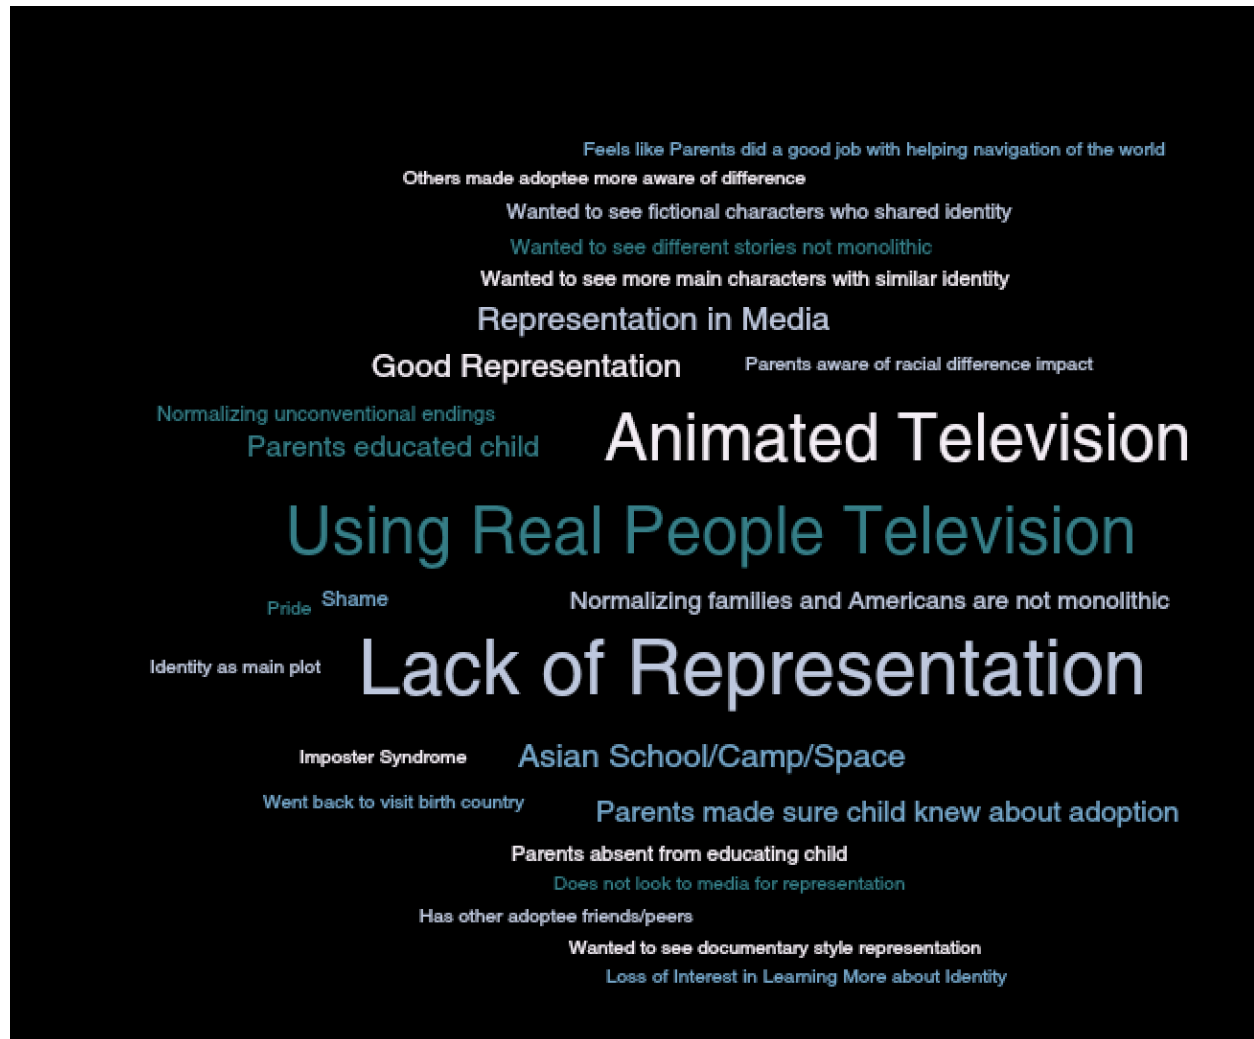 Feels like Parents did a good job with helping navigation of the world
Others made adoptee more aware of difference
Wanted to see fictional characters who shared identity
Wanted to see different stories not monolithic
Wanted to see more main characters with similar identity
Representation in Media
Good Representation
Parents aware of racial difference impact
Normalizing unconventional endings
Animated Television
Parents educated child
Using Real People Television
Pride
Shame
Normalizing families and Americans are not monolithic
Identity as main plot
Lack of Representation
Imposter Syndrome
Asian School/Camp/Space
Went back to visit birth country
Parents made sure child knew about adoption
Parents absent from educating child
Does not look to media for representation
Has other adoptee friends/peers
Wanted to see documentary style representation
Loss of Interest in Learning More about Identity